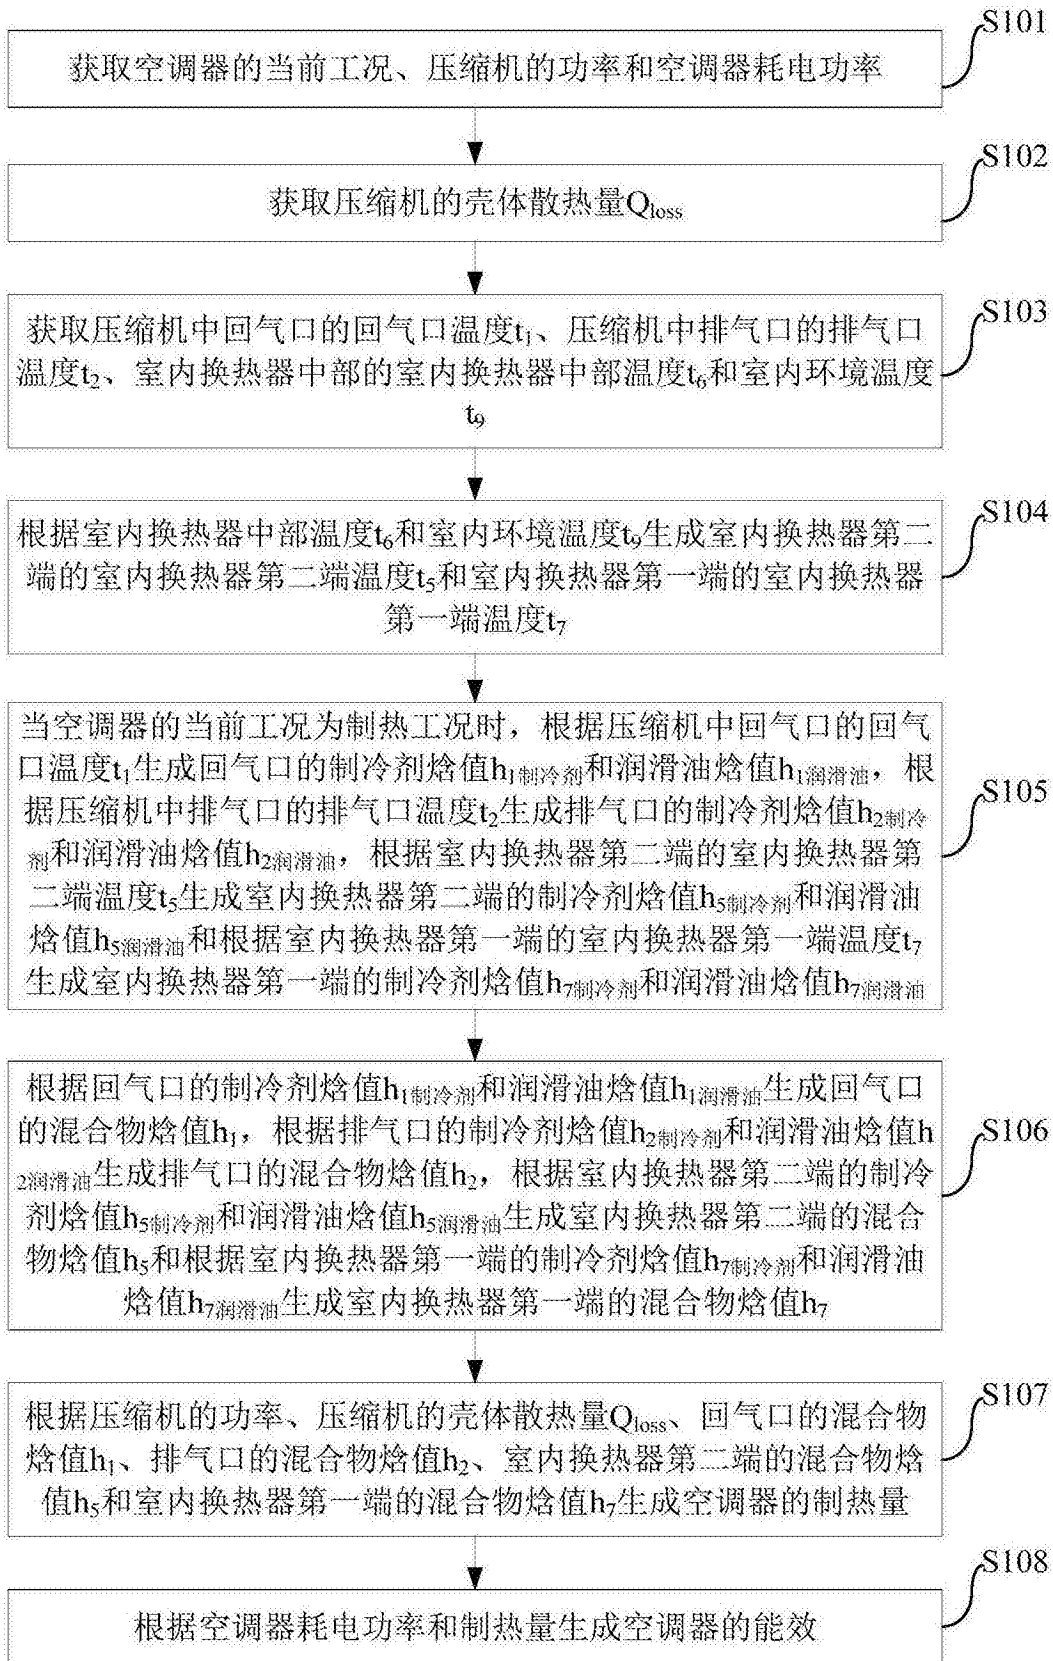 S101
获取空调器的当前工况、压缩机的功率和空调器耗电功率
S102
获取压缩机的壳体散热量Qloss
S103
获取压缩机中回气口的回气口温度t1、压缩机中排气口的排气口
温度t2、室内换热器中部的室内换热器中部温度t6和室内环境温度
t9
S104
根据室内换热器中部温度t6和室内环境温度t9生成室内换热器第二
端的室内换热器第二端温度t5和室内换热器第一端的室内换热器
第一端温度t7
S105
当空调器的当前工况为制热工况时，根据压缩机中回气口的回气
口温度t1生成回气口的制冷剂焓值h1制冷剂和润滑油焓值h1润滑油，根
据压缩机中排气口的排气口温度t2生成排气口的制冷剂焓值h2制冷
剂和润滑油焓值h2润滑油，根据室内换热器第二端的室内换热器第
二端温度t5生成室内换热器第二端的制冷剂焓值h5制冷剂和润滑油
焓值h5润滑油和根据室内换热器第一端的室内换热器第一端温度t7
生成室内换热器第一端的制冷剂焓值h7制冷剂和润滑油焓值h7润滑油
S106
根据回气口的制冷剂焓值h1制冷剂和润滑油焓值h1润滑油生成回气口
的混合物焓值h1，根据排气口的制冷剂焓值h2制冷剂和润滑油焓值h
2润滑油生成排气口的混合物焓值h2，根据室内换热器第二端的制冷
剂焓值h5制冷剂和润滑油焓值h5润滑油生成室内换热器第二端的混合
物焓值h5和根据室内换热器第一端的制冷剂焓值h7制冷剂和润滑油
焓值h7润滑油生成室内换热器第一端的混合物焓值h7
S107
根据压缩机的功率、压缩机的壳体散热量Qloss、回气口的混合物
焓值h1、排气口的混合物焓值h2、室内换热器第二端的混合物焓
值h5和室内换热器第一端的混合物焓值h7生成空调器的制热量
S108
根据空调器耗电功率和制热量生成空调器的能效